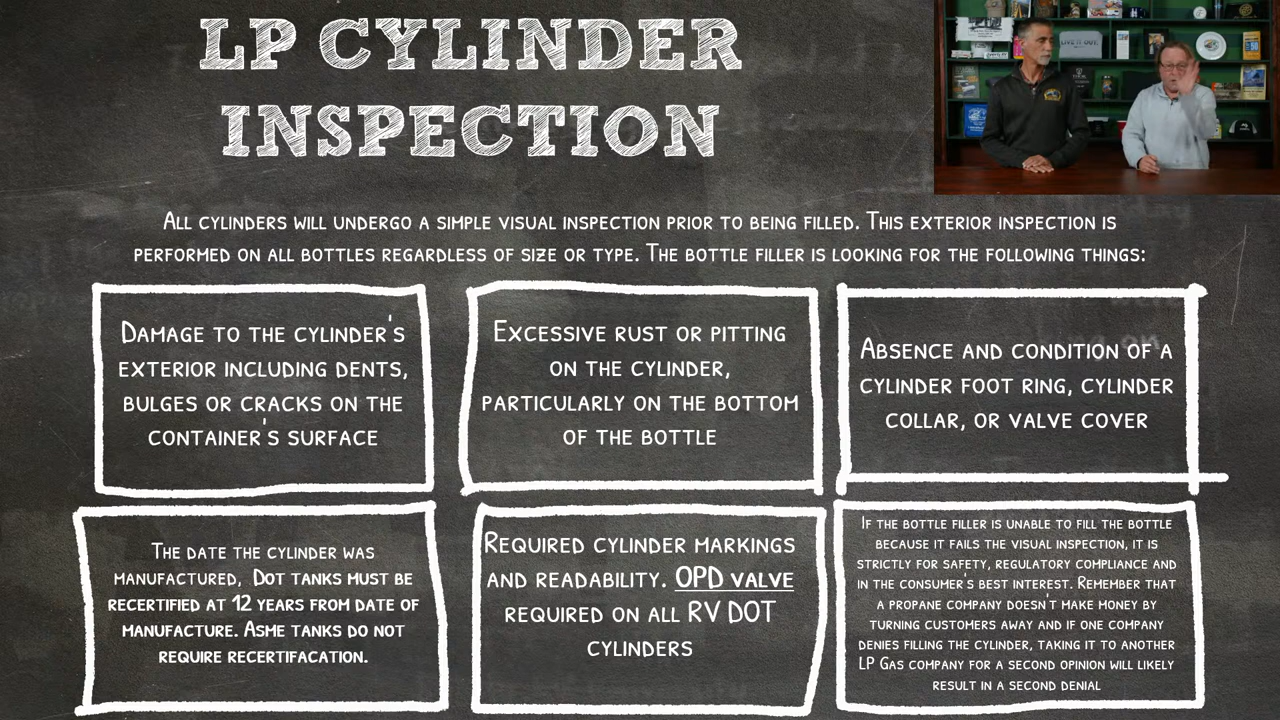 LP CYLINDER
INSPECTION
All cylinders will undergo a simple visual inspection prior to being filled. This exterior inspection is
performed on all bottles regardless of size or type. The bottle filler is looking for the following things:
Damage to the cylinder's
exterior including dents,
bulges or cracks on the
container's surface
Excessive rust or pitting
on the cylinder,
particularly on the bottom
of the bottle
Absence and condition of a
cylinder foot ring, cylinder
collar, or valve cover
The date the cylinder was
manufactured, Dot tanks must be
recertified at 12 years from date of
manufacture. Asme tanks do not
require recertifacation.
Required cylinder markings
and readability. OPD valve
required on all RV DOT
cylinders
If the bottle filler is unable to fill the bottle
because it fails the visual inspection, it is
strictly for safety, regulatory compliance and
in the consumer's best interest. Remember that
a propane company doesn't make money by
turning customers away and if one company
denies filling the cylinder, taking it to another
LP Gas company for a second opinion will likely
result in a second denial